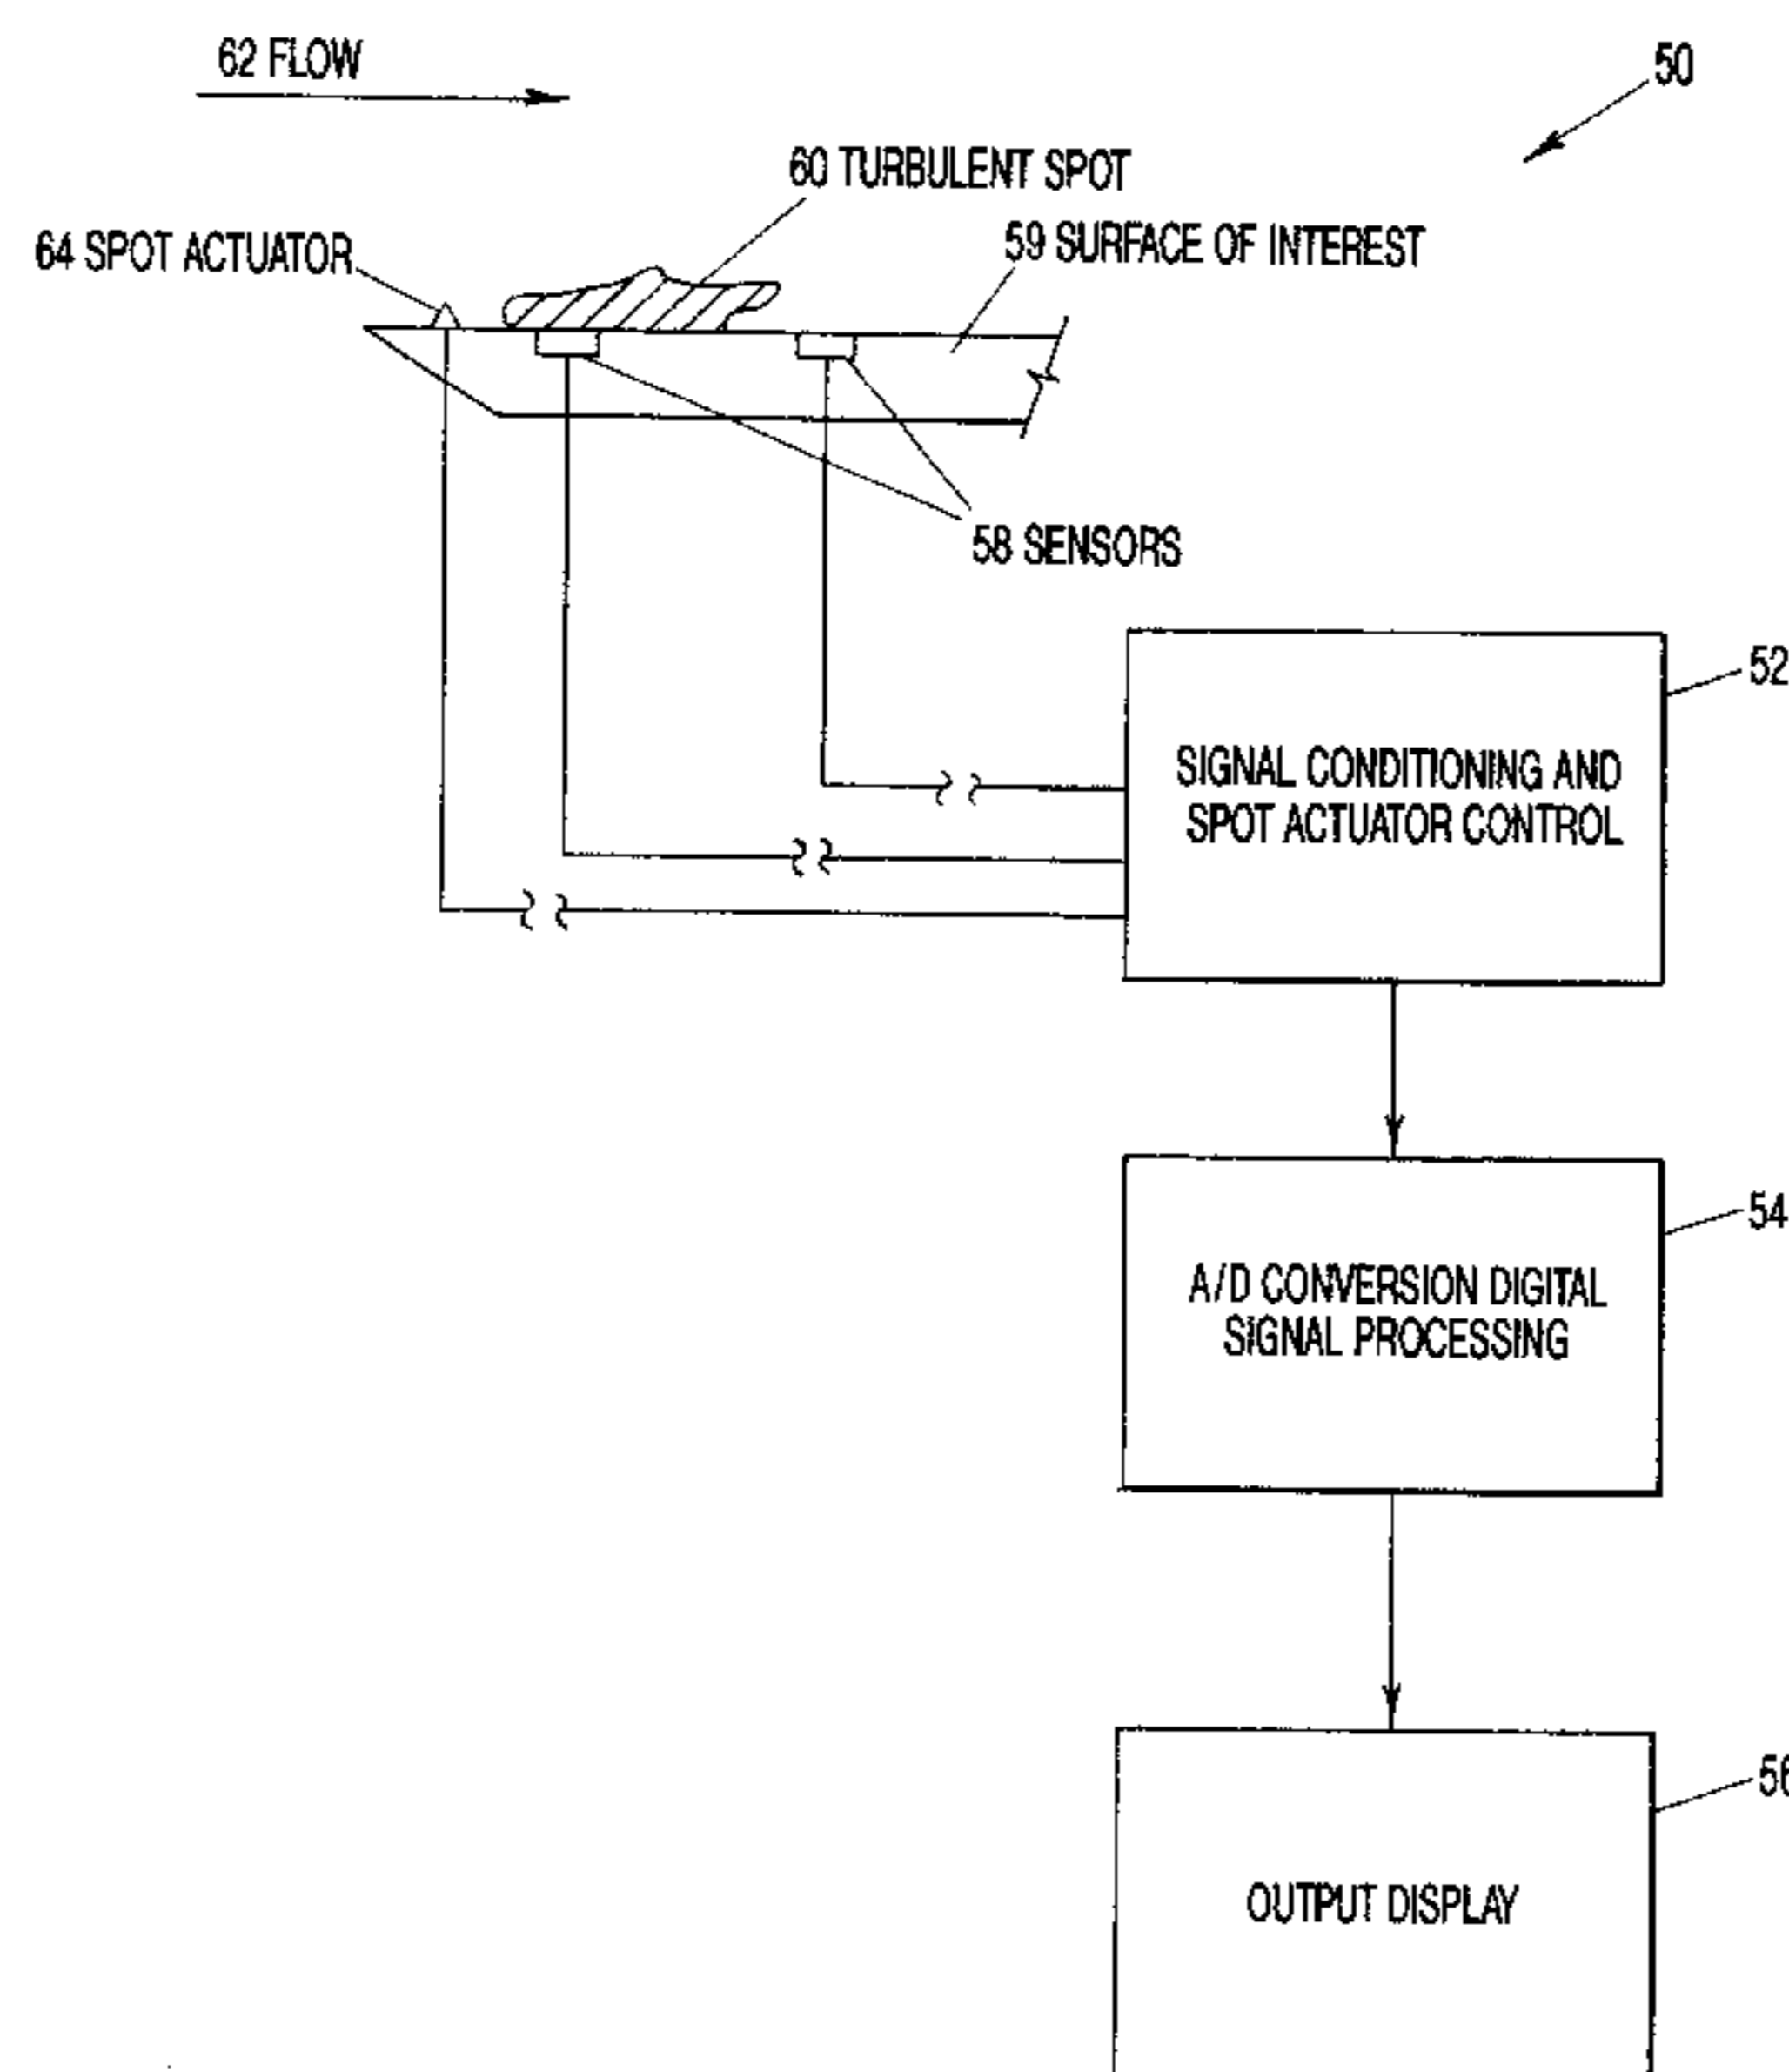 62 FLOW
50
60 TURBULENT SPOT
64 SPOT ACTUATOR
59 SURFACE OF INTEREST
58 SENSORS
52
SIGNAL CONDITIONING AND
SPOT ACTUATOR CONTROL
54
A/D CONVERSION DIGITAL
SIGNAL PROCESSING
56
OUTPUT DISPLAY